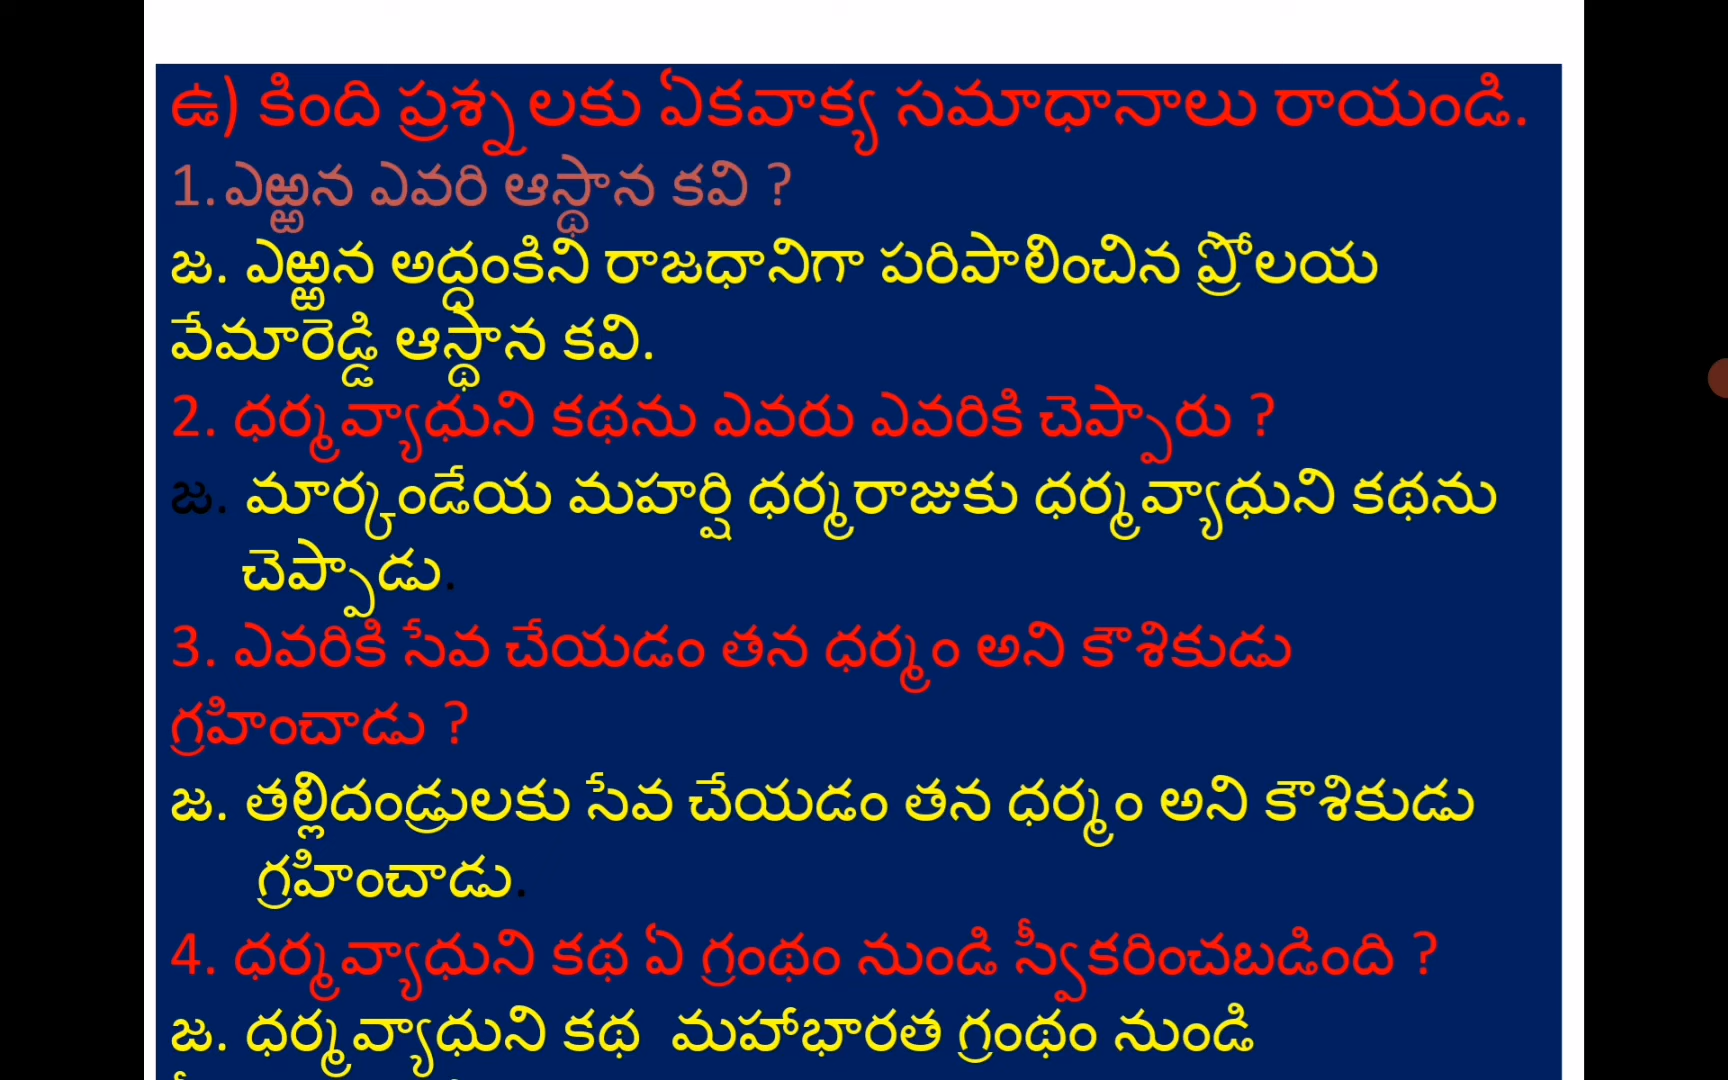 ఉ) కింది ప్రశ్నలకు ఏకవాక్య సమాధానాలు రాయండి.
1. ఎఱ్ఱన ఎవరి ఆస్థాన కవి ?
జ. ఎఱ్ఱన అద్ధంకిని రాజధానిగా పరిపాలించిన ప్రోలయ
వేమారెడ్డి ఆస్థాన కవి.
2. ధర్మవ్యాధుని కథను ఎవరు ఎవరికి చెప్పారు ?
జ. మార్కండేయ మహర్షి ధర్మరాజుకు ధర్మవ్యాధుని కథను
చెప్పాడు.
3. ఎవరికి సేవ చేయడం తన ధర్మం అని కౌశికుడు
గ్రహించాడు ?
జ. తల్లిదండ్రులకు సేవ చేయడం తన ధర్మం అని కౌశికుడు
గ్రహించాడు.
4. ధర్మవ్యాధుని కథ ఏ గ్రంథం నుండి స్వీకరించబడింది ?
జ. ధర్మవ్యాధుని కథ మహాభారత గ్రంథం నుండి